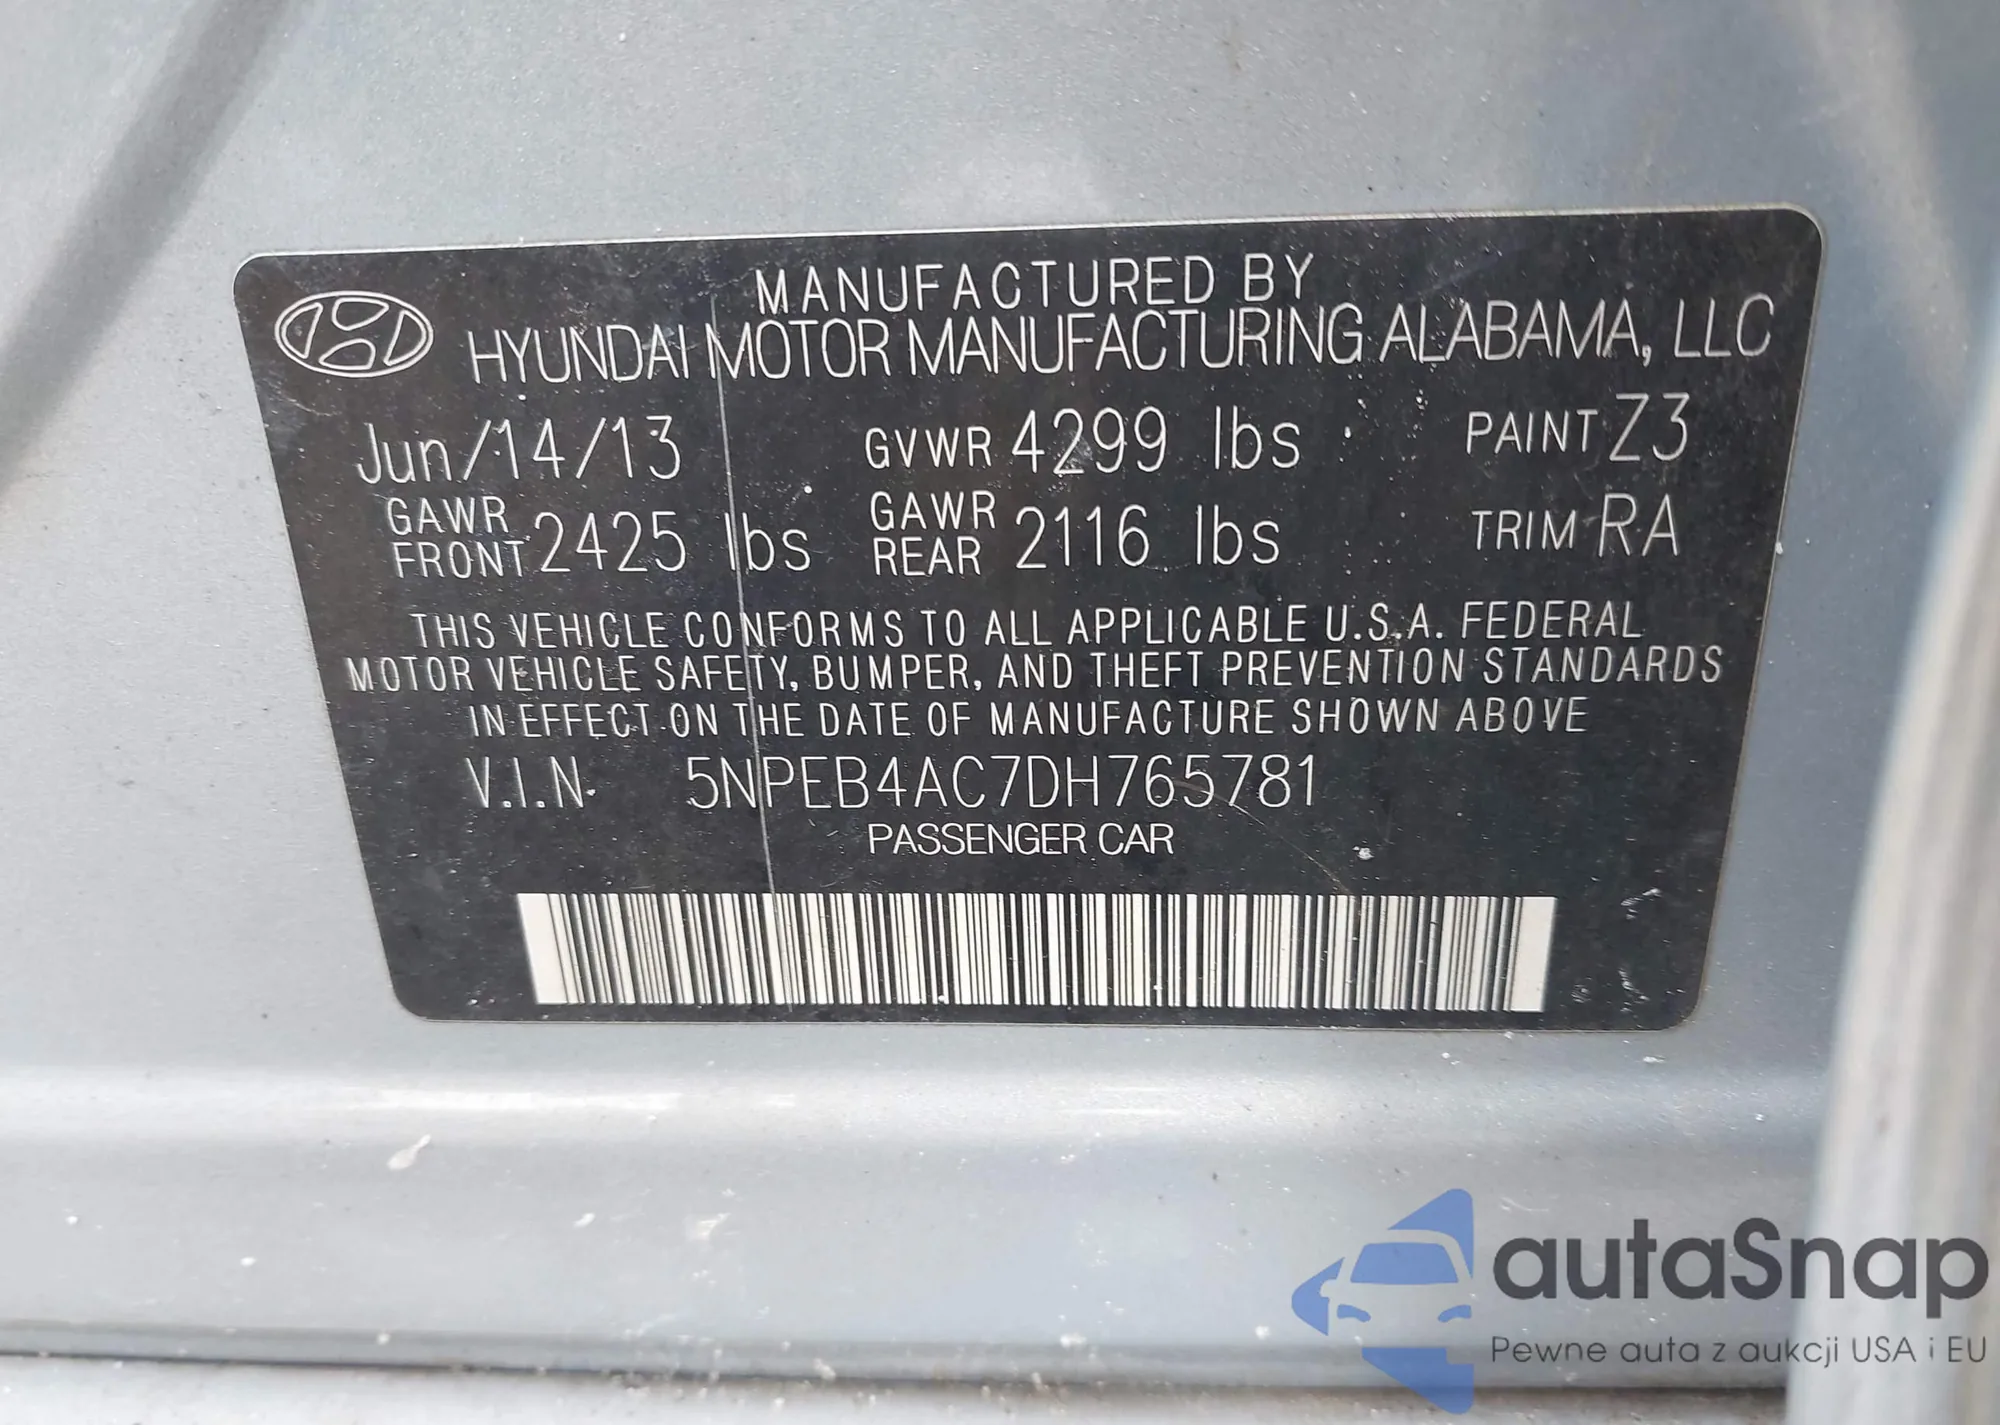 MANUFACTURED BY
HYUNDAI MOTOR MANUFACTURING ALABAMA, LLC
Jun/14/13 GVWR 4299 lbs PAINT Z3
GAWR FRONT 2425 lbs GAWR REAR 2116 lbs TRIM RA
THIS VEHICLE CONFORMS TO ALL APPLICABLE U.S.A. FEDERAL
MOTOR VEHICLE SAFETY, BUMPER, AND THEFT PREVENTION STANDARDS
IN EFFECT ON THE DATE OF MANUFACTURE SHOWN ABOVE
V.I.N. 5NPEB4AC7DH765781
PASSENGER CAR
autaSnap
Pewne auta z aukcji USA i EU